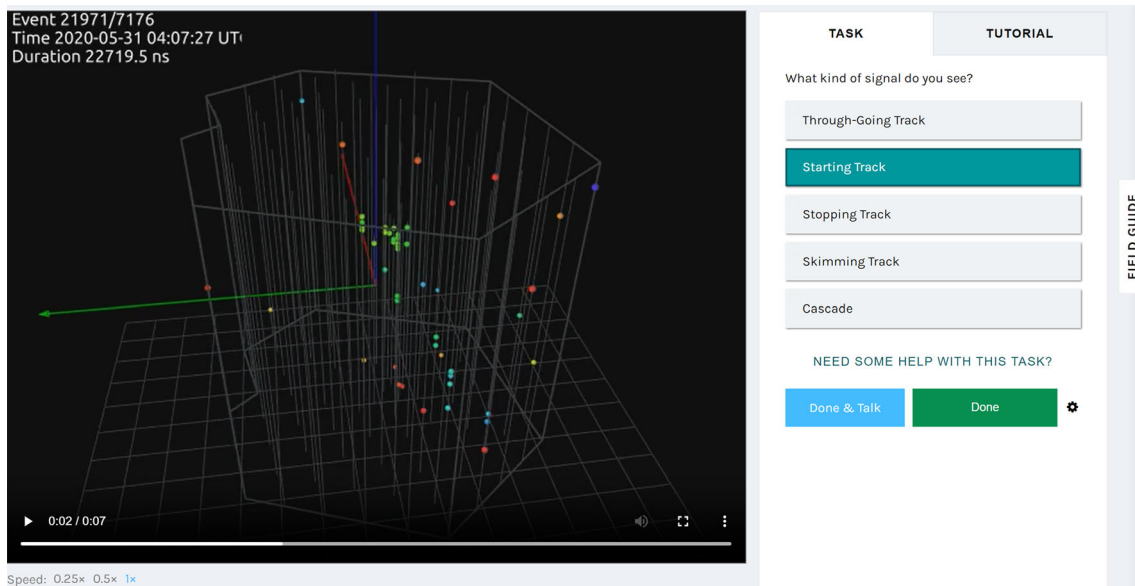 Event 21971/7176
Time 2020-05-31 04:07:27 UT
Duration 22719.5 ns
0:02 / 0:07
Speed: 0.25× 0.5× 1×
TASK
TUTORIAL
What kind of signal do you see?
Through-Going Track
Starting Track
Stopping Track
Skimming Track
Cascade
NEED SOME HELP WITH THIS TASK?
Done & Talk
Done
FIELD GUIDE